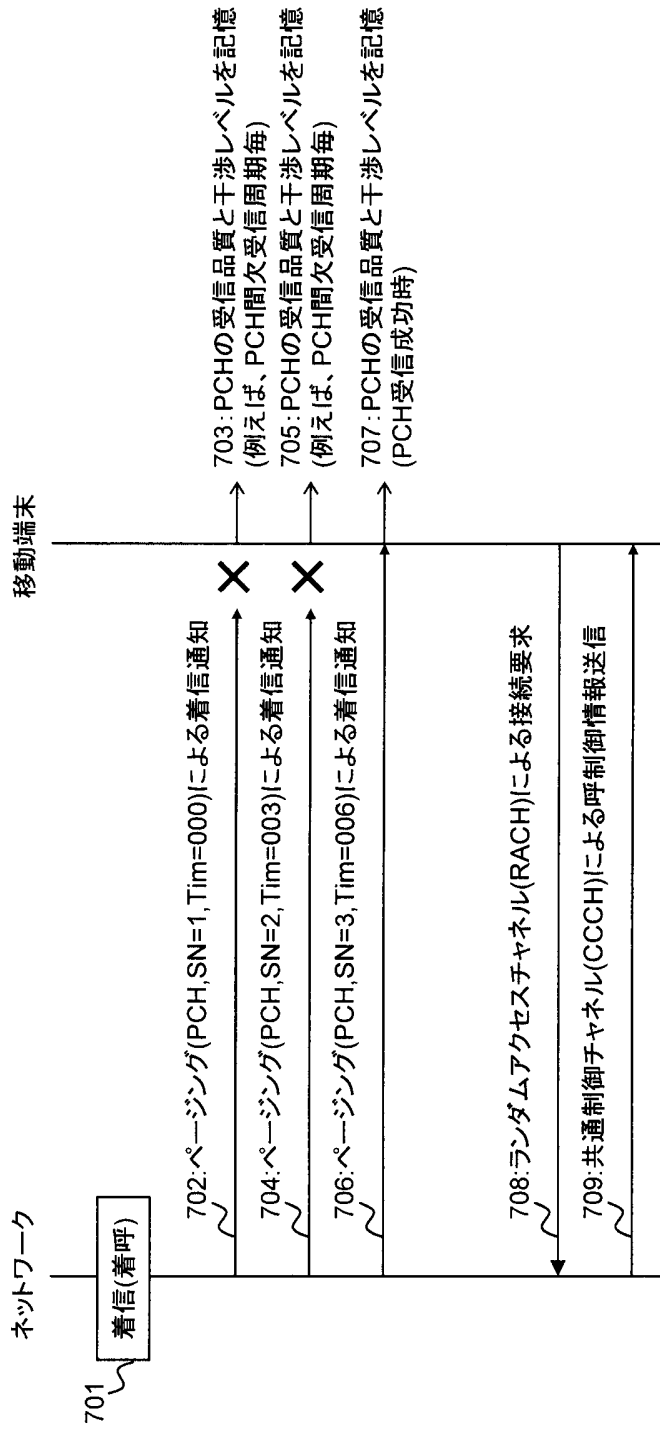 ネットワーク
移動端末
着信(着呼)
701
702:ページング(PCH,SN=1,Tim=000)による着信通知
703:PCHの受信品質と干渉レベルを記憶
(例えば、PCH間欠受信周期毎)
704:ページング(PCH,SN=2,Tim=003)による着信通知
705:PCHの受信品質と干渉レベルを記憶
(例えば、PCH間欠受信周期毎)
706:ページング(PCH,SN=3,Tim=006)による着信通知
707:PCHの受信品質と干渉レベルを記憶
(PCH受信成功時)
708:ランダムアクセスチャネル(RACH)による接続要求
709:共通制御チャネル(CCCH)による呼制御情報送信